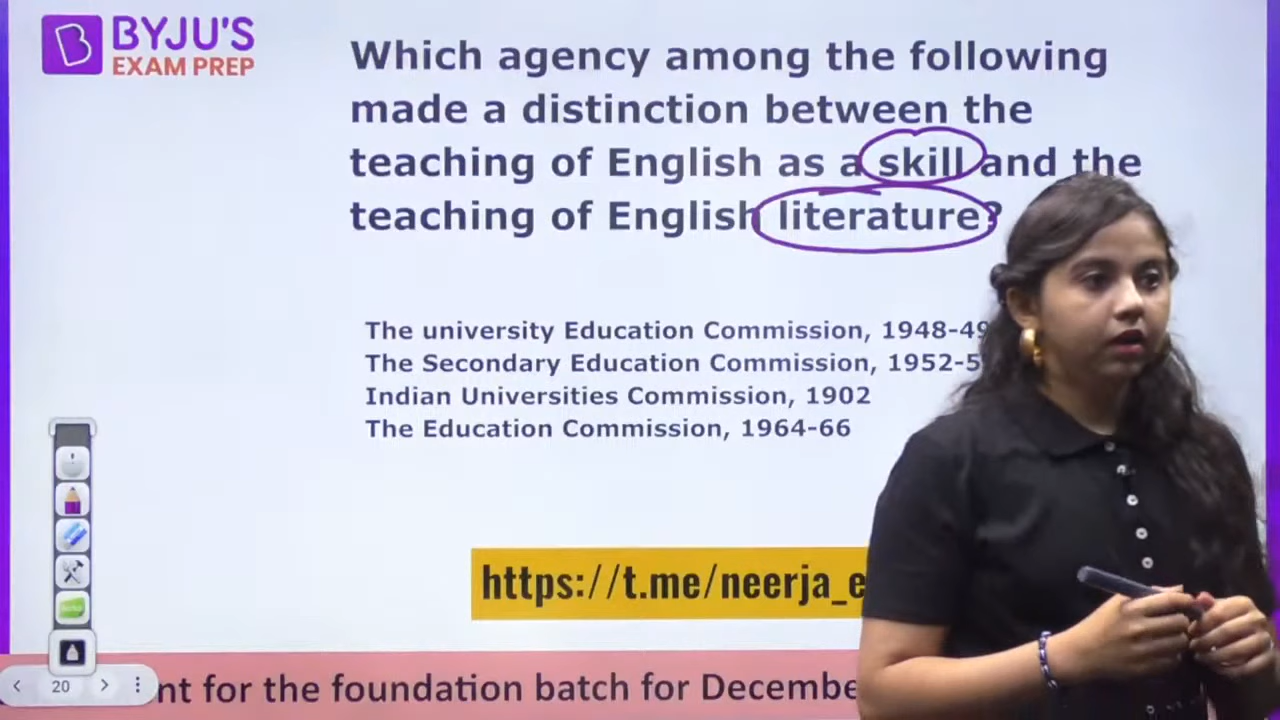 BYJU'S
EXAM PREP
Which agency among the following
made a distinction between the
teaching of English as a skill and the
teaching of English literature?
The university Education Commission, 1948-49
The Secondary Education Commission, 1952-5
Indian Universities Commission, 1902
The Education Commission, 1964-66
https://t.me/neerja_e
nt for the foundation batch for Decembe
20